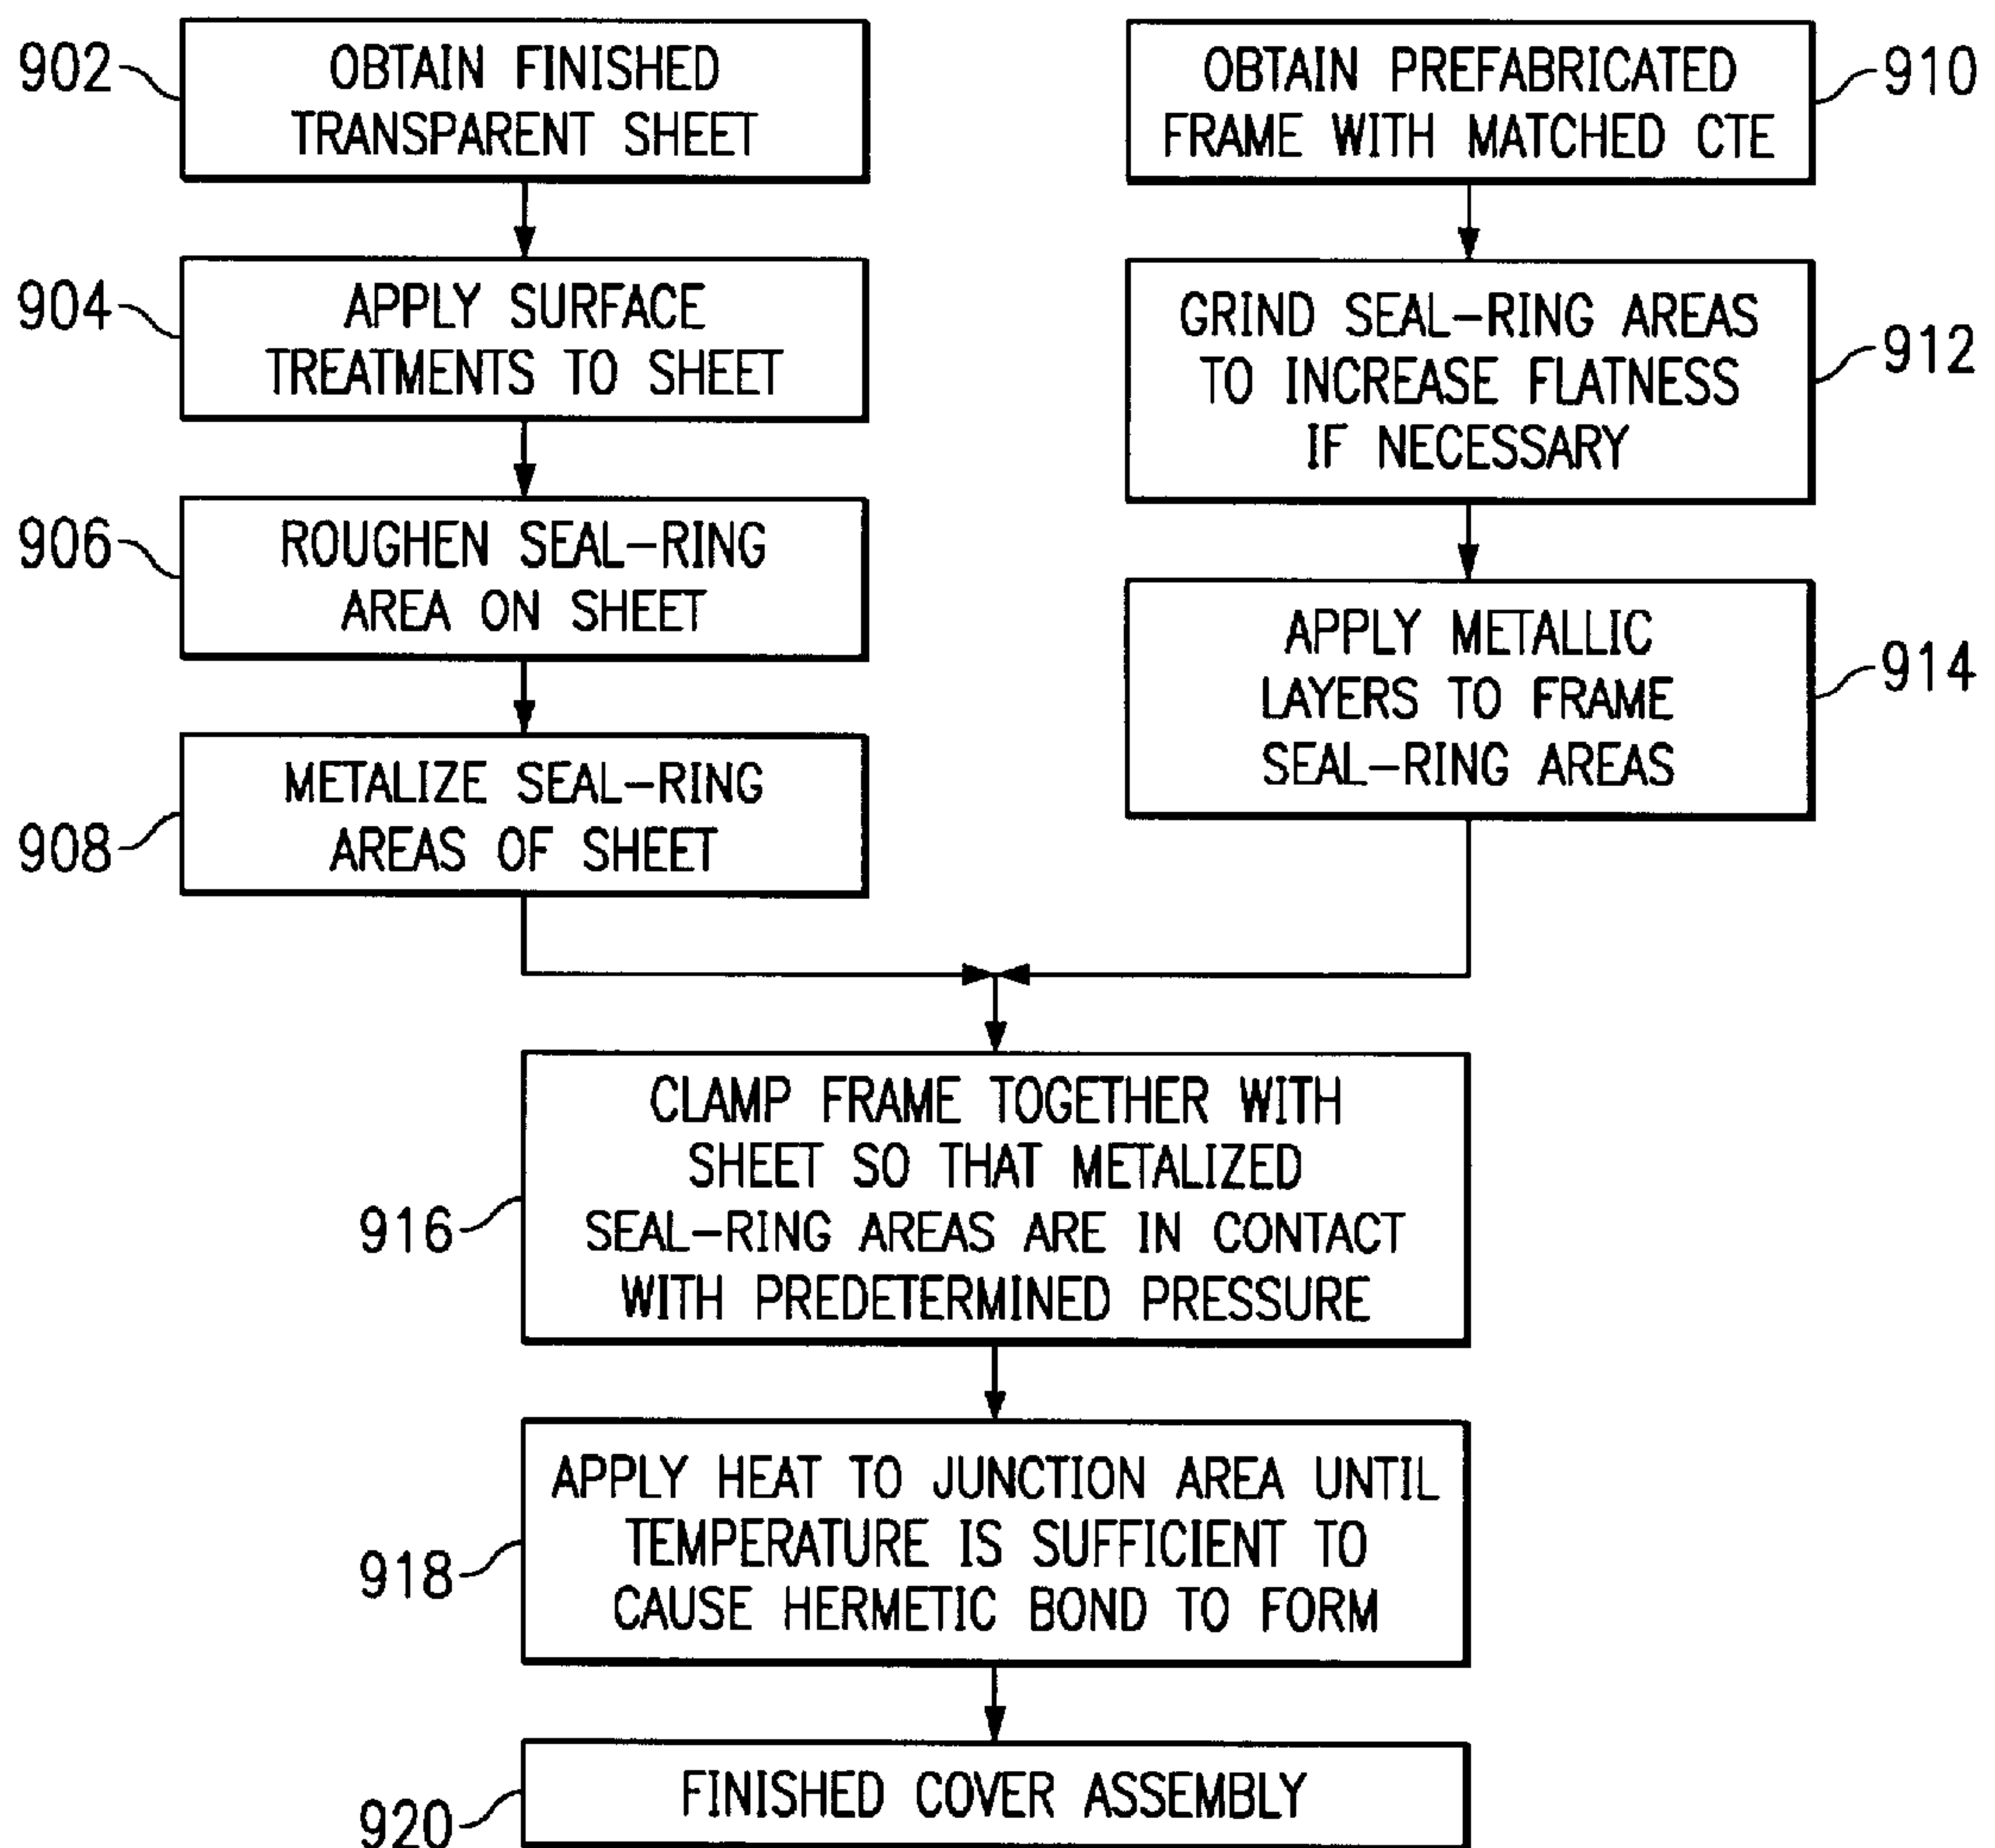 902
OBTAIN FINISHED
TRANSPARENT SHEET
904
APPLY SURFACE
TREATMENTS TO SHEET
906
ROUGHEN SEAL-RING
AREA ON SHEET
908
METALIZE SEAL-RING
AREAS OF SHEET
OBTAIN PREFABRICATED
FRAME WITH MATCHED CTE
910
GRIND SEAL-RING AREAS
TO INCREASE FLATNESS
IF NECESSARY
912
APPLY METALLIC
LAYERS TO FRAME
SEAL-RING AREAS
914
916
CLAMP FRAME TOGETHER WITH
SHEET SO THAT METALIZED
SEAL-RING AREAS ARE IN CONTACT
WITH PREDETERMINED PRESSURE
918
APPLY HEAT TO JUNCTION AREA UNTIL
TEMPERATURE IS SUFFICIENT TO
CAUSE HERMETIC BOND TO FORM
920
FINISHED COVER ASSEMBLY